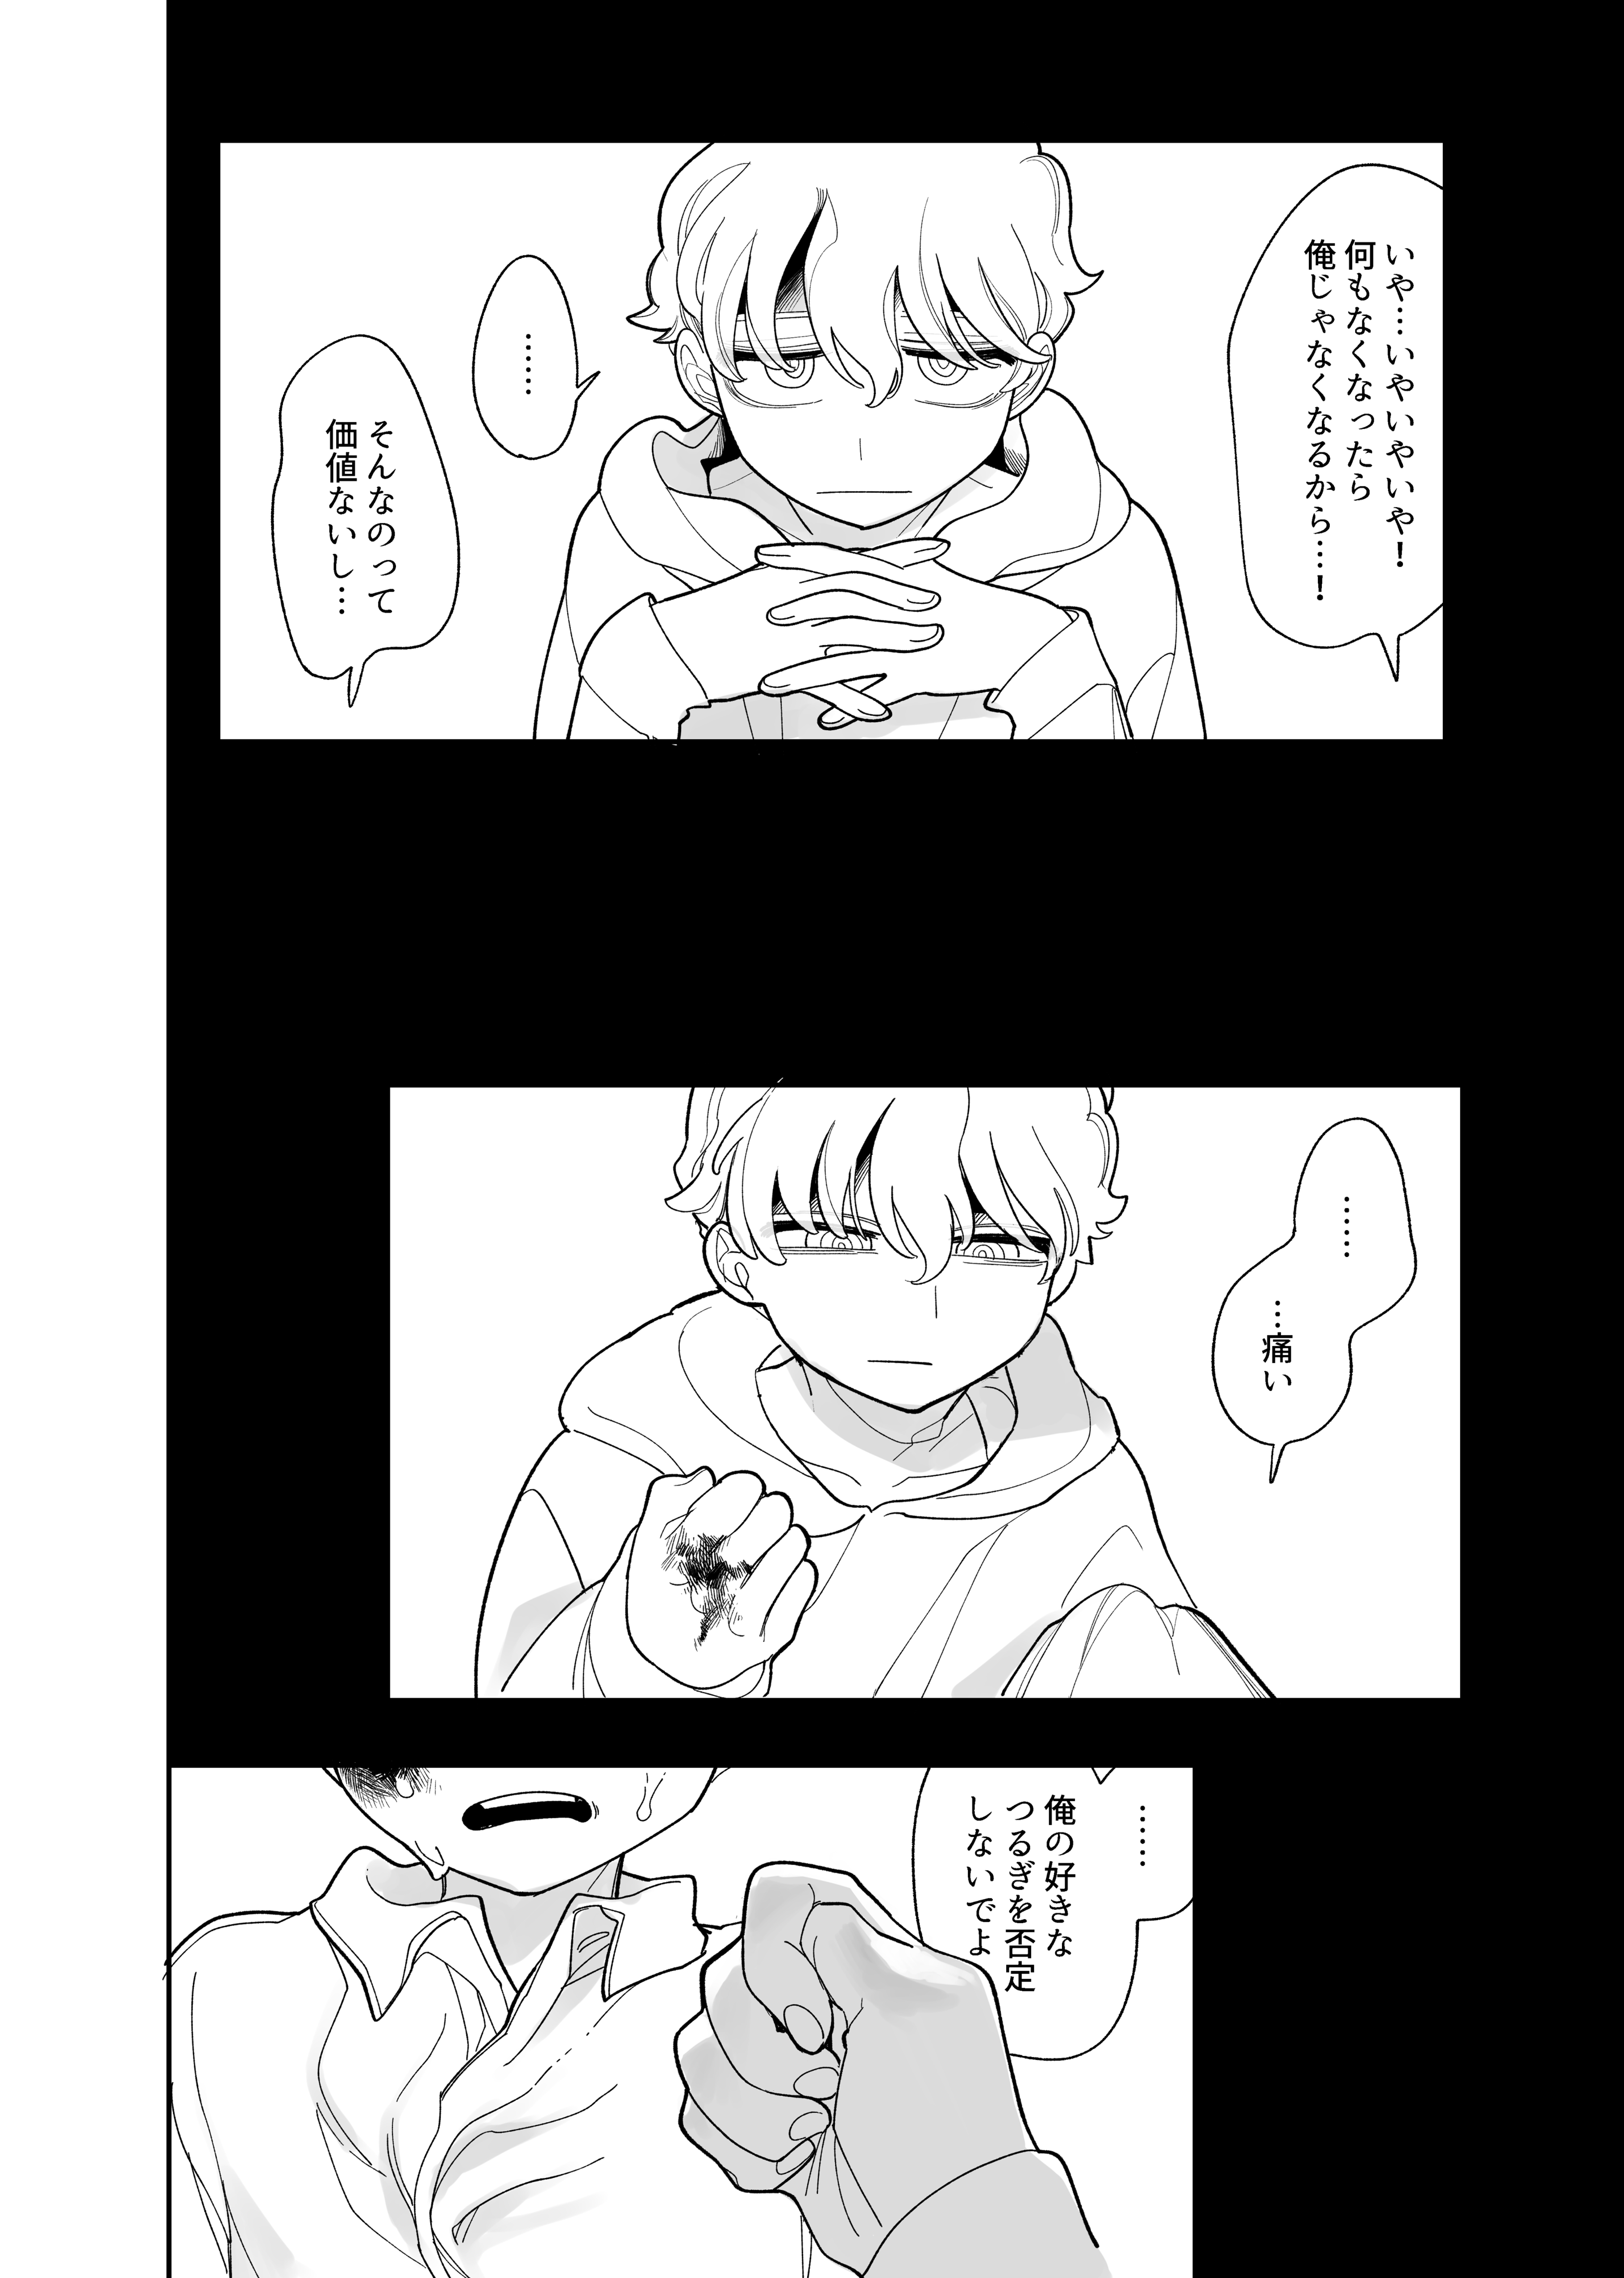 いや…いやいやいや！
何もなくなったら
俺じゃなくなるから…！
……
そんなのって
価値ないし…
……
…痛い
……
俺の好きな
つるぎを否定
しないでよ